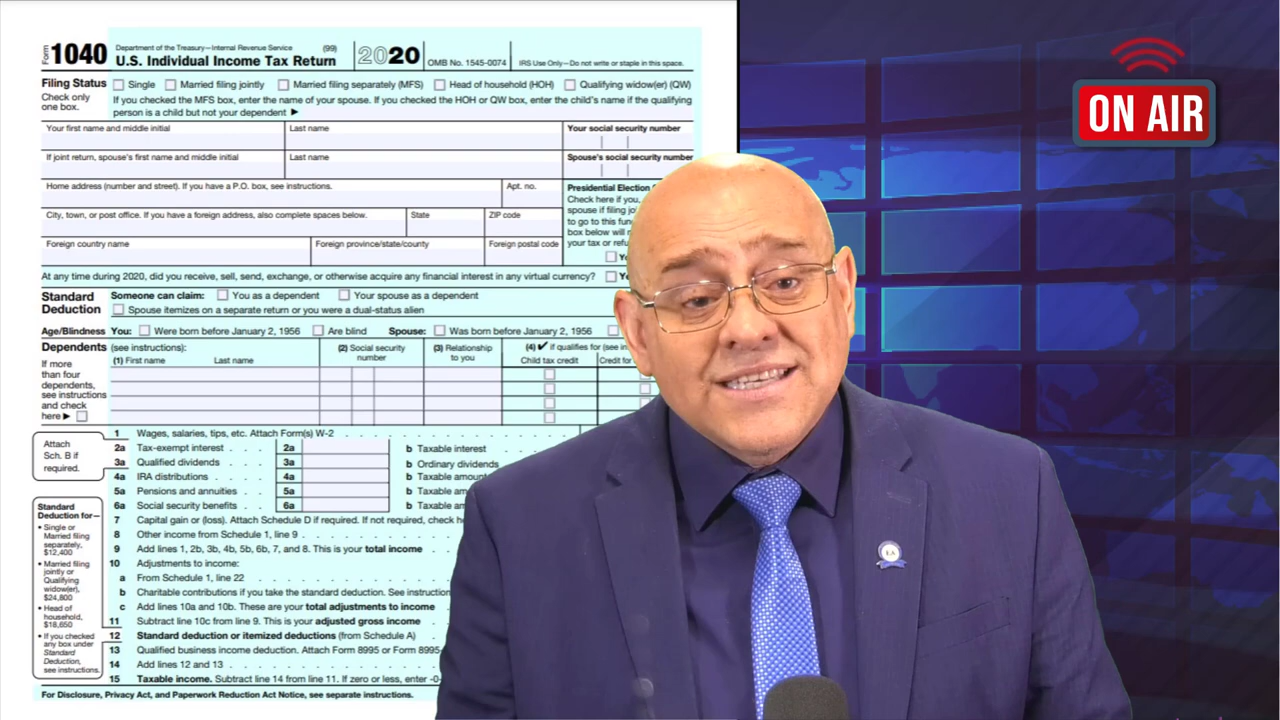 Form 1040 Department of the Treasury—Internal Revenue Service (99) U.S. Individual Income Tax Return 2020 OMB No. 1545-0074 IRS Use Only—Do not write or staple in this space.
Filing Status Single Married filing jointly Married filing separately (MFS) Head of household (HOH) Qualifying widow(er) (QW)
Check only one box. If you checked the MFS box, enter the name of your spouse. If you checked the HOH or QW box, enter the child's name if the qualifying
person is a child but not your dependent ▶
Your first name and middle initial Last name Your social security number
If joint return, spouse's first name and middle initial Last name Spouse's social security number
Home address (number and street). If you have a P.O. box, see instructions. Apt. no.
Presidential Election
Check here if you,
spouse if filing
to go to this
box below will
your tax or
City, town, or post office. If you have a foreign address, also complete spaces below. State ZIP code
Foreign country name Foreign province/state/county Foreign postal code
At any time during 2020, did you receive, sell, send, exchange, or otherwise acquire any financial interest in any virtual currency?
Standard Deduction Someone can claim: You as a dependent Your spouse as a dependent
Spouse itemizes on a separate return or you were a dual-status alien
Age/Blindness You: Were born before January 2, 1956 Are blind Spouse: Was born before January 2, 1956
Dependents (see instructions): (2) Social security number (3) Relationship to you (4) ✔ if qualifies for (see
(1) First name Last name Child tax credit Credit for
If more
than four
dependents,
see instructions
and check
here ▶
Attach
Sch. B if
required.
1 Wages, salaries, tips, etc. Attach Form(s) W-2
2a Tax-exempt interest 2a b Taxable interest
3a Qualified dividends 3a b Ordinary dividends
4a IRA distributions 4a b Taxable amount
5a Pensions and annuities 5a b Taxable
6a Social security benefits 6a b Taxable
7 Capital gain or (loss). Attach Schedule D if required. If not required, check
8 Other income from Schedule 1, line 9
9 Add lines 1, 2b, 3b, 4b, 5b, 6b, 7, and 8. This is your total income
10 Adjustments to income:
a From Schedule 1, line 22
b Charitable contributions if you take the standard deduction. See
c Add lines 10a and 10b. These are your total adjustments to income
11 Subtract line 10c from line 9. This is your adjusted gross income
12 Standard deduction or itemized deductions (from Schedule A)
13 Qualified business income deduction. Attach Form 8995 or Form
14 Add lines 12 and 13
15 Taxable income. Subtract line 14 from line 11. If zero or less, enter -0-
Standard
Deduction for—
• Single or
Married filing
separately,
$12,400
• Married filing
jointly or
Qualifying
widow(er),
$24,800
• Head of
household,
$18,650
• If you checked
any box under
Standard
Deduction,
see instructions.
For Disclosure, Privacy Act, and Paperwork Reduction Act Notice, see separate instructions.
ON AIR
EA